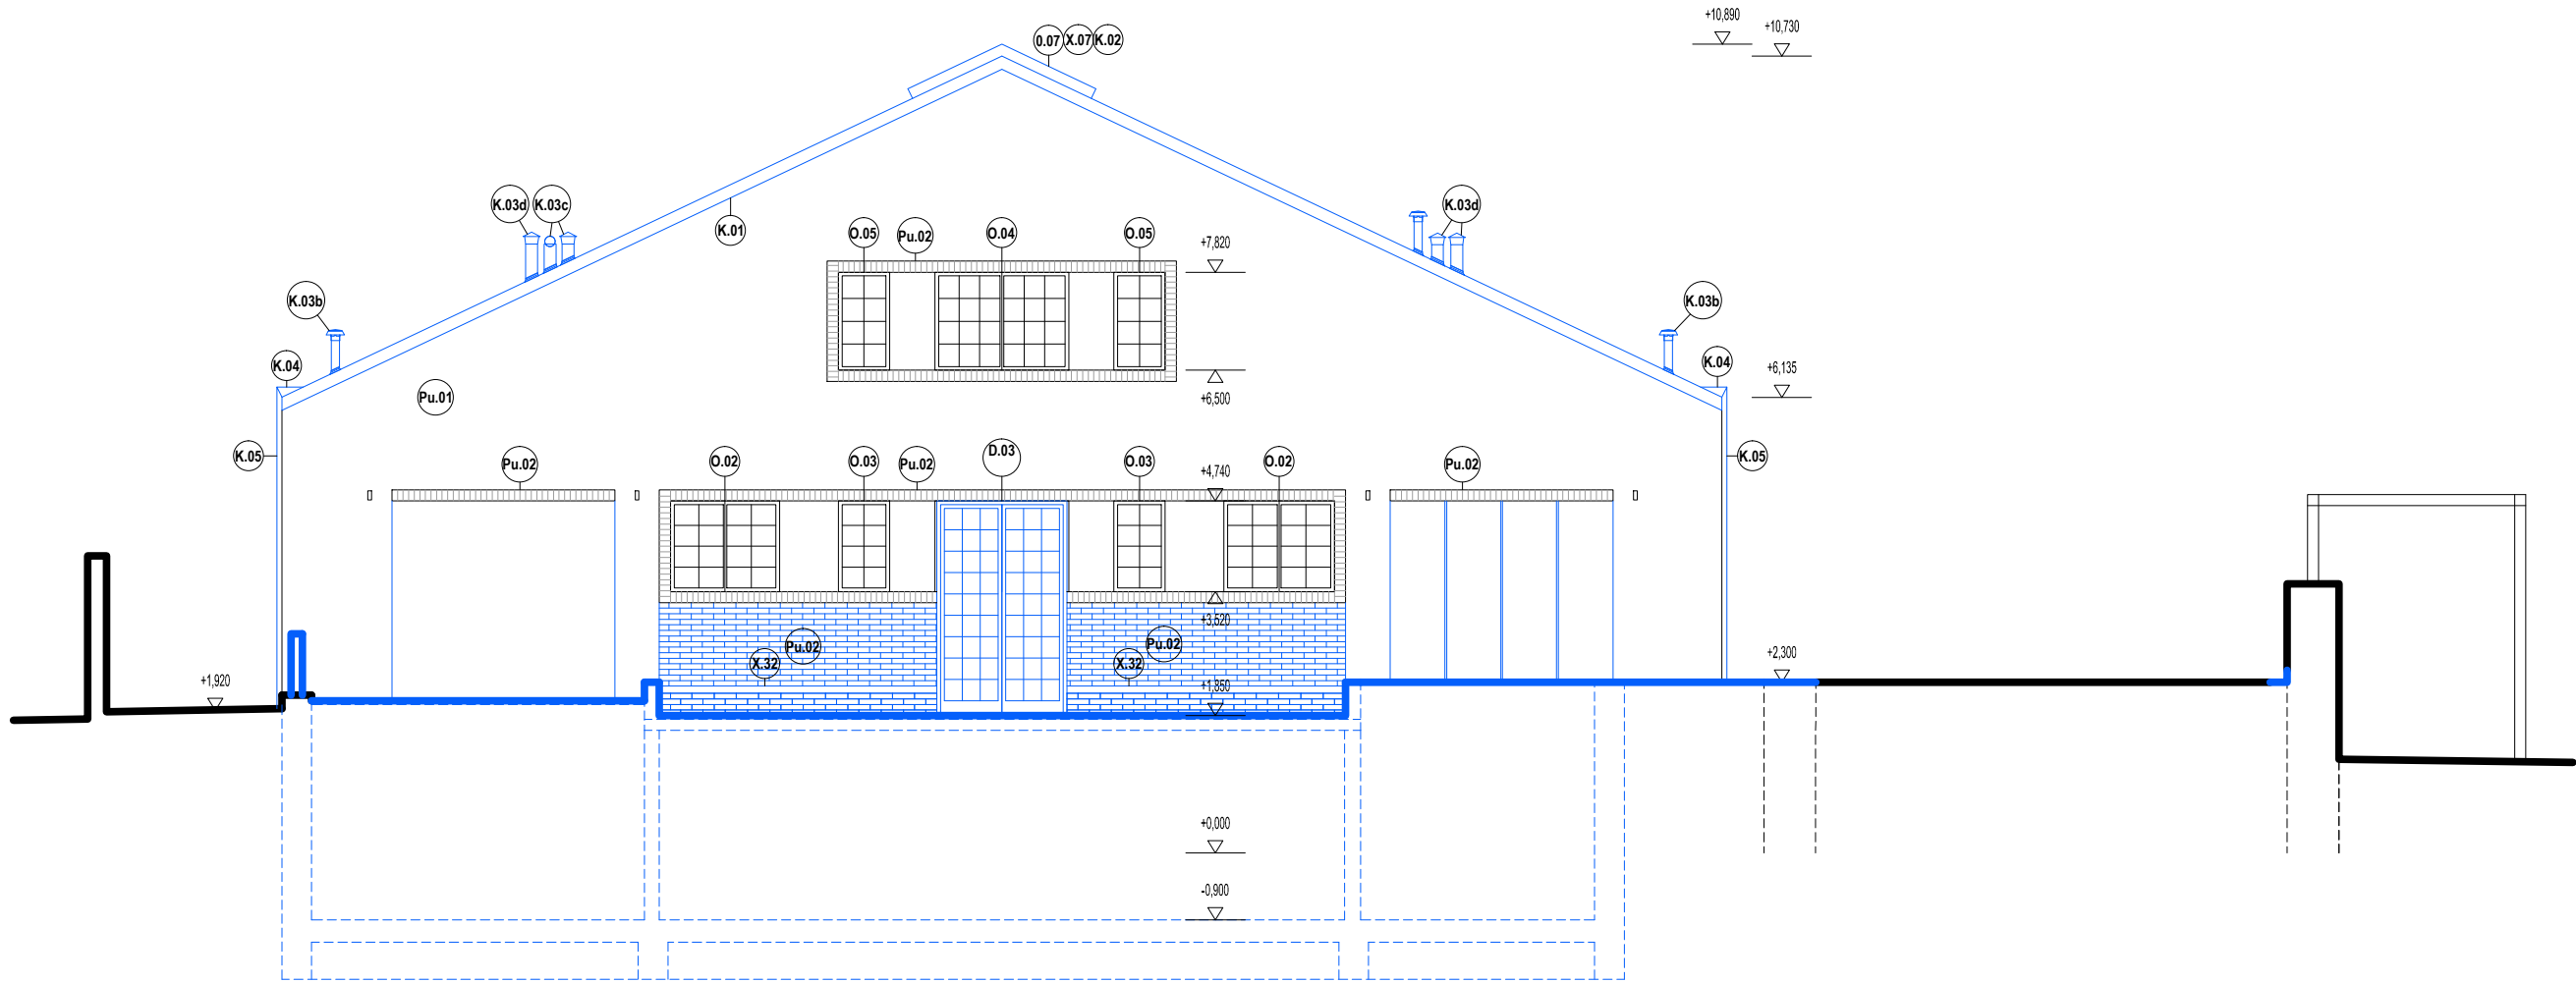 +10,890
+10,730
0.07 X.07 K.02
K.03d K.03c
K.03d
K.01
O.05 Pu.02 O.04 O.05
+7,820
K.03b
K.03b
K.04
K.04
+6,135
Pu.01
+6,500
K.05
K.05
Pu.02
O.02 O.03 Pu.02 D.03 O.03 O.02
Pu.02
+4,740
+3,520
Pu.02
Pu.02
X.32
X.32
+2,300
+1,920
+1,850
+0,000
-0,900